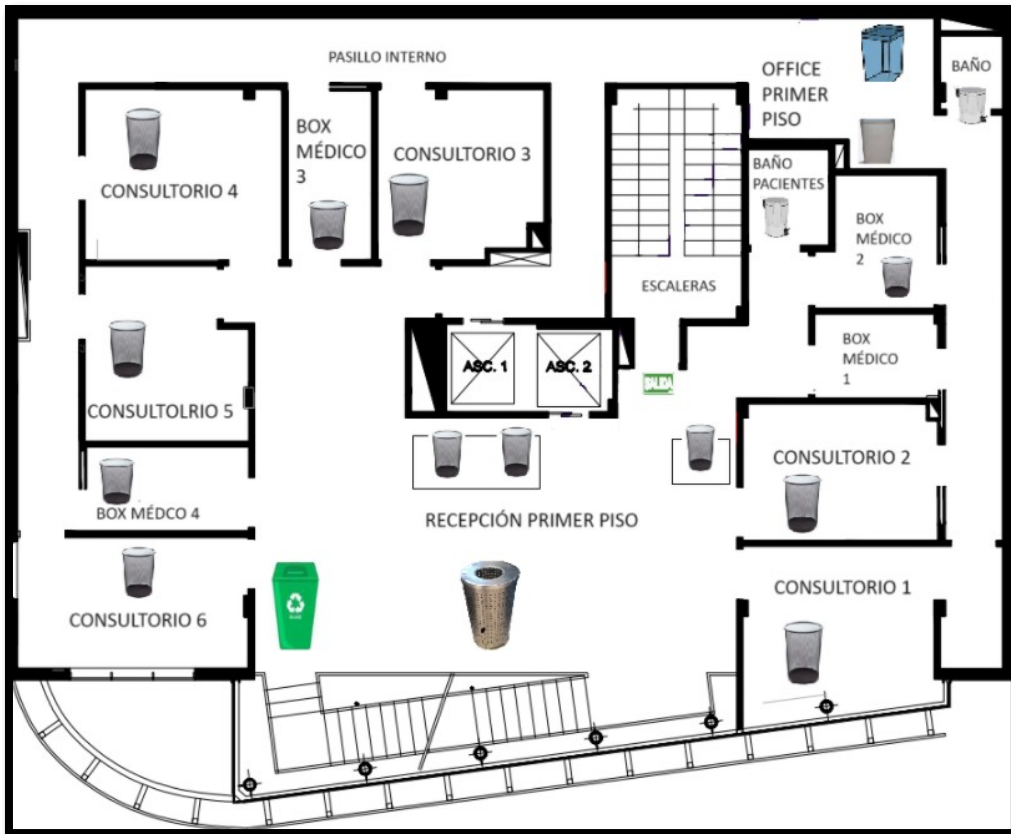 PASILLO INTERNO
OFFICE
PRIMER
PISO
BAÑO
BOX
MÉDICO
3
CONSULTORIO 3
CONSULTORIO 4
BAÑO
PACIENTES
BOX
MÉDICO
2
ESCALERAS
BOX
MÉDICO
1
ASC. 1
ASC. 2
SALIDA
CONSULTOLRIO 5
CONSULTORIO 2
BOX MÉDCO 4
RECEPCIÓN PRIMER PISO
CONSULTORIO 1
CONSULTORIO 6